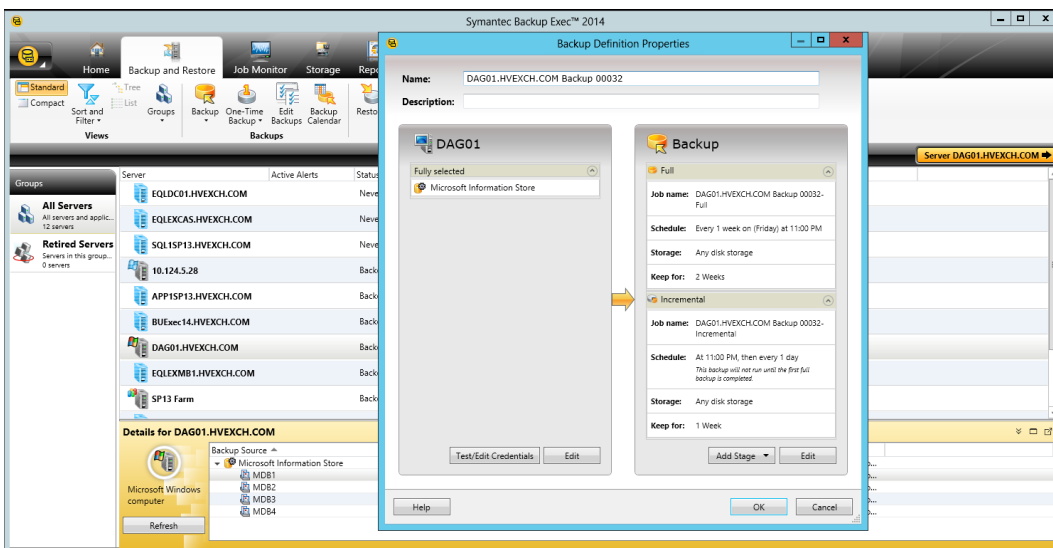 Symantec Backup Exec™ 2014
Home
Backup and Restore
Job Monitor
Storage
Standard
Compact
Sort and
Filter
Tree
List
Views
Groups
Backup
One-Time
Backup
Edit
Backups
Backup
Calendar
Backups
Server DAG01.HVEXCH.COM
Groups
All Servers
All servers and applic...
12 servers
Retired Servers
Servers in this group...
0 servers
Server
Active Alerts
EQLDC01.HVEXCH.COM
EQLEXCAS.HVEXCH.COM
SQL1SP13.HVEXCH.COM
10.124.5.28
APP1SP13.HVEXCH.COM
BUExec14.HVEXCH.COM
DAG01.HVEXCH.COM
EQLEXMB1.HVEXCH.COM
SP13 Farm
Details for DAG01.HVEXCH.COM
Microsoft Windows
computer
Refresh
Backup Source
Microsoft Information Store
MDB1
MDB2
MDB3
MDB4
Backup Definition Properties
Name: DAG01.HVEXCH.COM Backup 00032
Description:
DAG01
Fully selected
Microsoft Information Store
Test/Edit Credentials
Edit
Backup
Full
Job name: DAG01.HVEXCH.COM Backup 00032-
Full
Schedule: Every 1 week on (Friday) at 11:00 PM
Storage: Any disk storage
Keep for: 2 Weeks
Incremental
Job name: DAG01.HVEXCH.COM Backup 00032-
Incremental
Schedule: At 11:00 PM, then every 1 day
This backup will not run until the first full
backup is completed.
Storage: Any disk storage
Keep for: 1 Week
Add Stage
Edit
Help
OK
Cancel